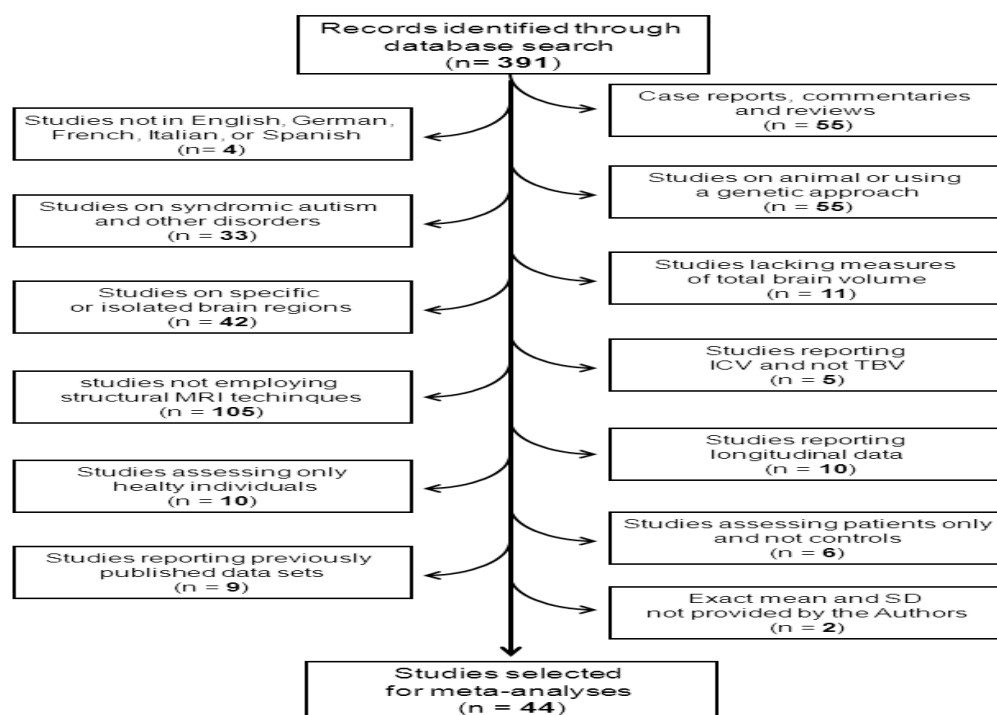 Records identified through
database search
(n= 391)
Case reports, commentaries
and reviews
(n = 55)
Studies not in English, German,
French, Italian, or Spanish
(n= 4)
Studies on animal or using
a genetic approach
(n = 55)
Studies on syndromic autism
and other disorders
(n = 33)
Studies lacking measures
of total brain volume
(n = 11)
Studies on specific
or isolated brain regions
(n = 42)
Studies reporting
ICV and not TBV
(n = 5)
studies not employing
structural MRI techinques
(n = 105)
Studies reporting
longitudinal data
(n = 10)
Studies assessing only
healty individuals
(n = 10)
Studies assessing patients only
and not controls
(n = 6)
Studies reporting previously
published data sets
(n = 9)
Exact mean and SD
not provided by the Authors
(n = 2)
Studies selected
for meta-analyses
(n = 44)